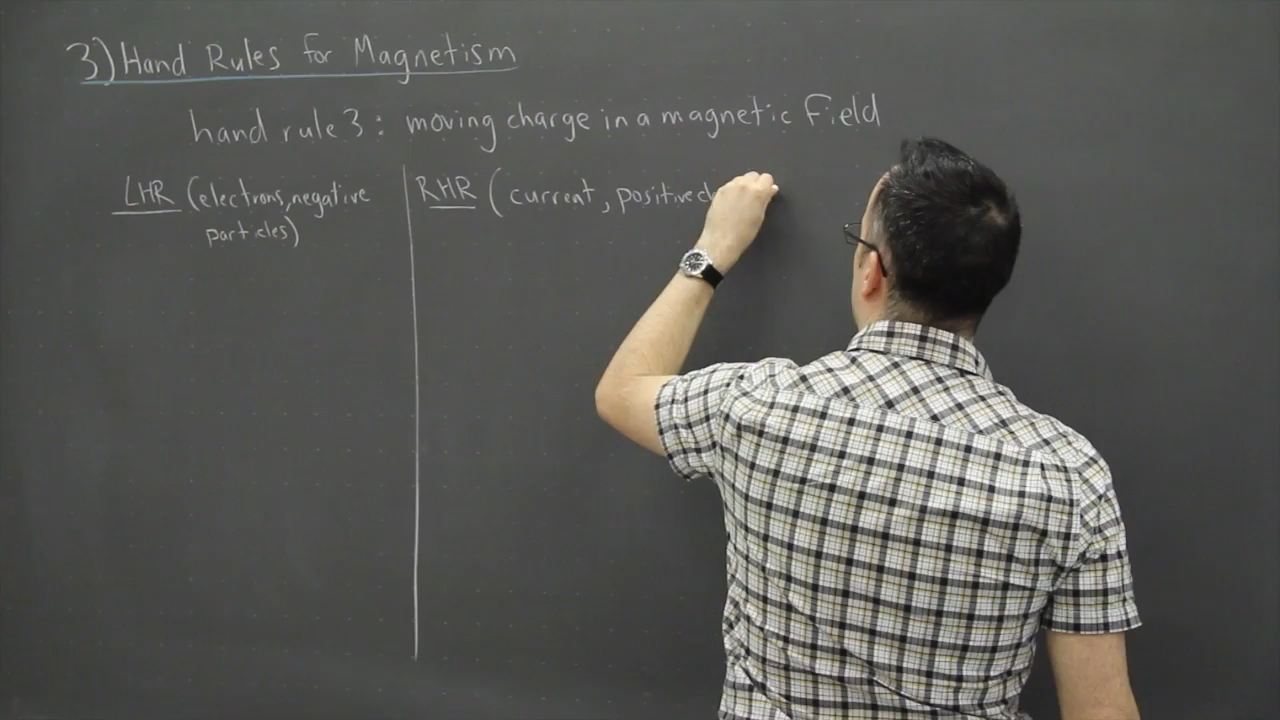 3) Hand Rules for Magnetism
hand rule 3: moving charge in a magnetic field
LHR (electrons, negative
particles)
RHR (current, positive